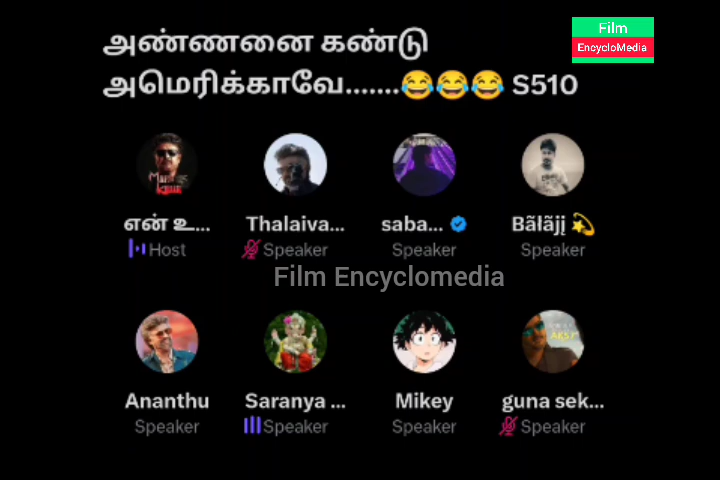 அண்ணனை கண்டு
Film
EncycloMedia
அமெரிக்காவே.......😂😂😂 S510
என் உ... Thalaiva... saba... Bãłãjį 💫
Host Speaker Speaker Speaker
Film Encyclomedia
Ananthu Saranya ... Mikey guna sek...
Speaker Speaker Speaker Speaker